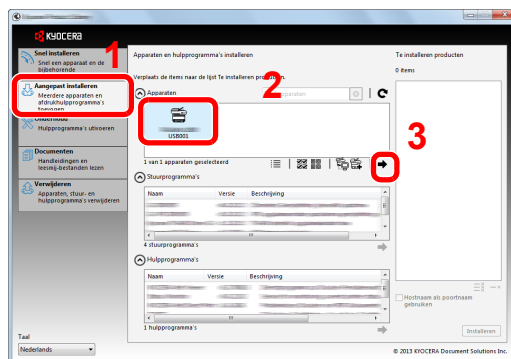 KYOCERA
Snel installeren
Snel een apparaat en de
bijbehorende
1
Aangepast installeren
Meerdere apparaten en
afdrukhulpprogramma's
toevoegen
Onderhoud
Hulpprogramma's uitvoeren
Documenten
Handleidingen en
leesmij-bestanden lezen
Verwijderen
Apparaten, stuur- en
hulpprogramma's verwijderen
Taal
Nederlands
Apparaten en hulpprogramma's installeren
Verplaats de items naar de lijst Te installeren producten.
Apparaten
2
USB001
1 van 1 apparaten geselecteerd
3
Stuurprogramma's
Naam Versie Beschrijving
4 stuurprogramma's
Hulpprogramma's
Naam Versie Beschrijving
1 hulpprogramma's
Te installeren producten
0 items
Hostnaam als poortnaam
gebruiken
Installeren
© 2013 KYOCERA Document Solutions Inc.